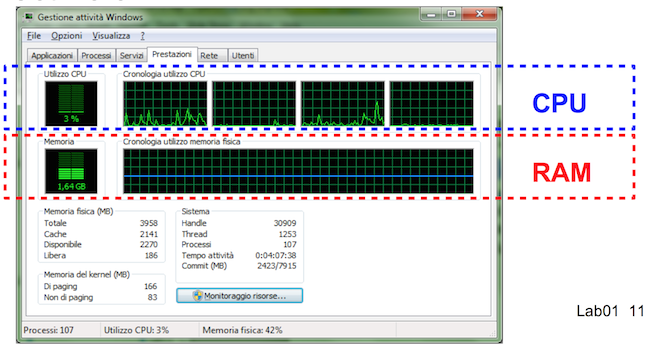 Gestione attività Windows
File Opzioni Visualizza ?
Applicazioni Processi Servizi Prestazioni Rete Utenti
Utilizzo CPU Cronologia utilizzo CPU
3 %
CPU
Memoria Cronologia utilizzo memoria fisica
1,64 GB
RAM
Memoria fisica (MB)
Totale 3958
Cache 2141
Disponibile 2270
Libera 186
Sistema
Handle 30909
Thread 1253
Processi 107
Tempo attività 0:04:07:38
Commit (MB) 2423/7915
Memoria del kernel (MB)
Di paging 166
Non di paging 83
Monitoraggio risorse...
Lab01 11
Processi: 107 Utilizzo CPU: 3% Memoria fisica: 42%